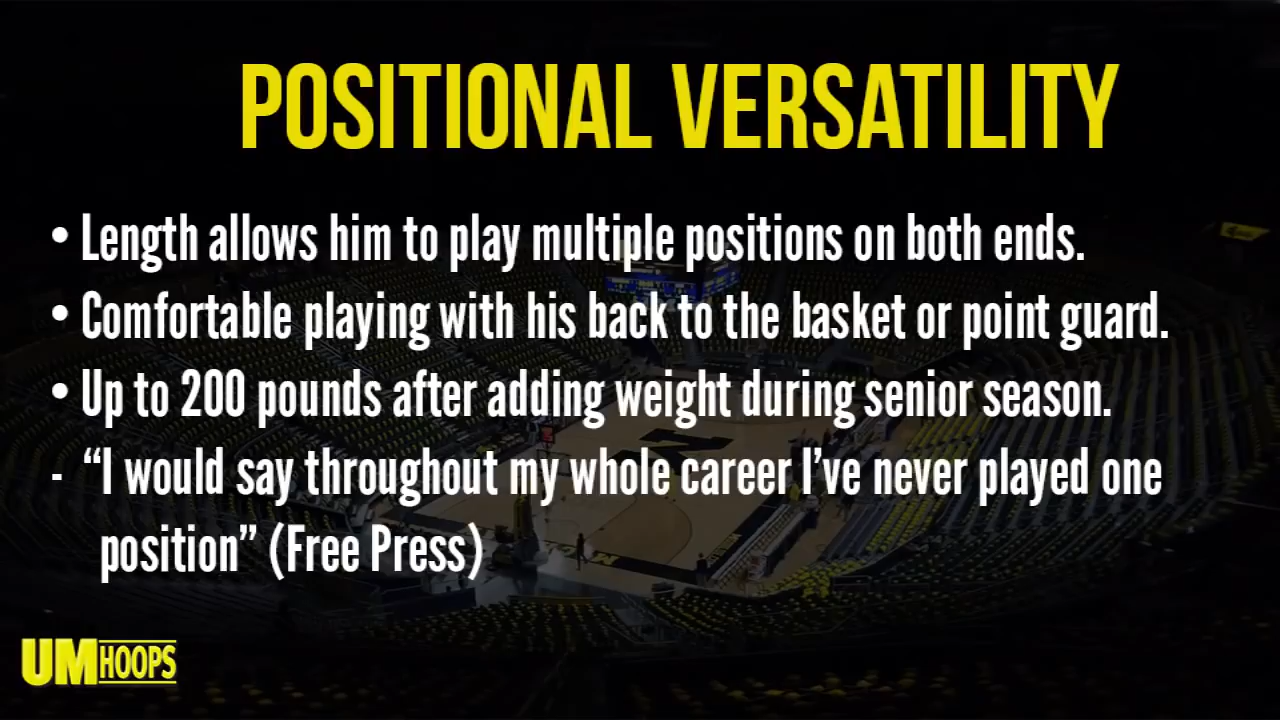 POSITIONAL VERSATILITY
• Length allows him to play multiple positions on both ends.
• Comfortable playing with his back to the basket or point guard.
• Up to 200 pounds after adding weight during senior season.
- “I would say throughout my whole career I’ve never played one
position” (Free Press)
UMHOOPS